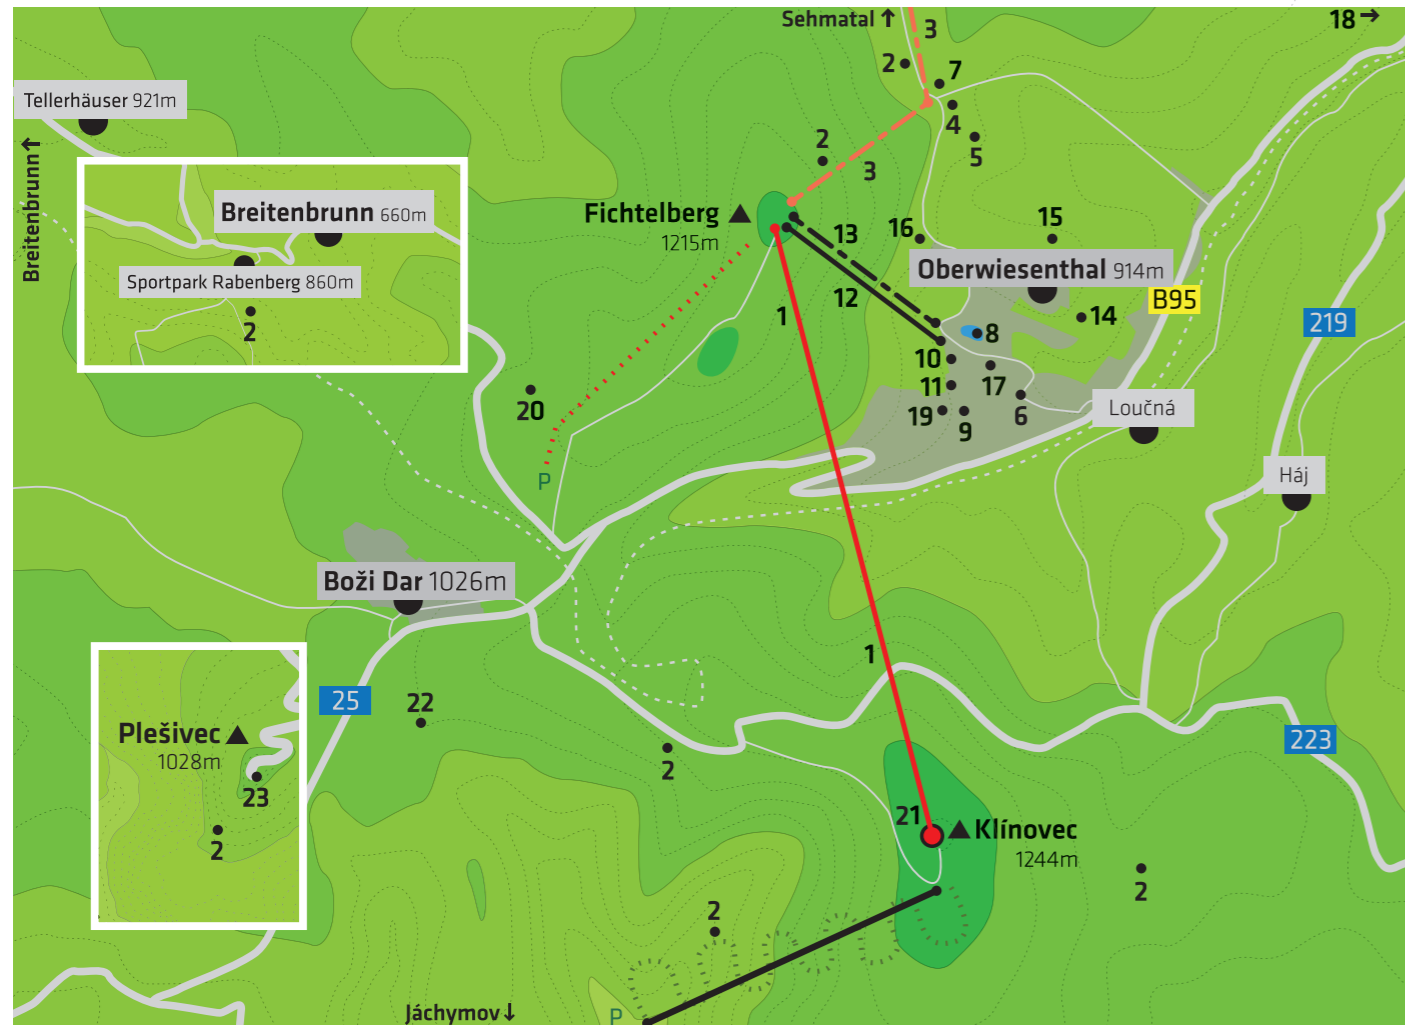 Sehmatal ↑
3
18 →
2
7
Tellerhäuser 921m
4
2
5
3
Breitenbrunn ↑
Breitenbrunn 660m
Fichtelberg
1215m
13
16
15
Sportpark Rabenberg 860m
Oberwiesenthal 914m
12
B95
1
2
8
14
219
10
17
11
20
19
9
6
Loučná
P
Háj
Boži Dar 1026m
1
25
22
Plešivec
1028m
223
2
23
21
Klínovec
1244m
2
2
2
Jáchymov ↓
P